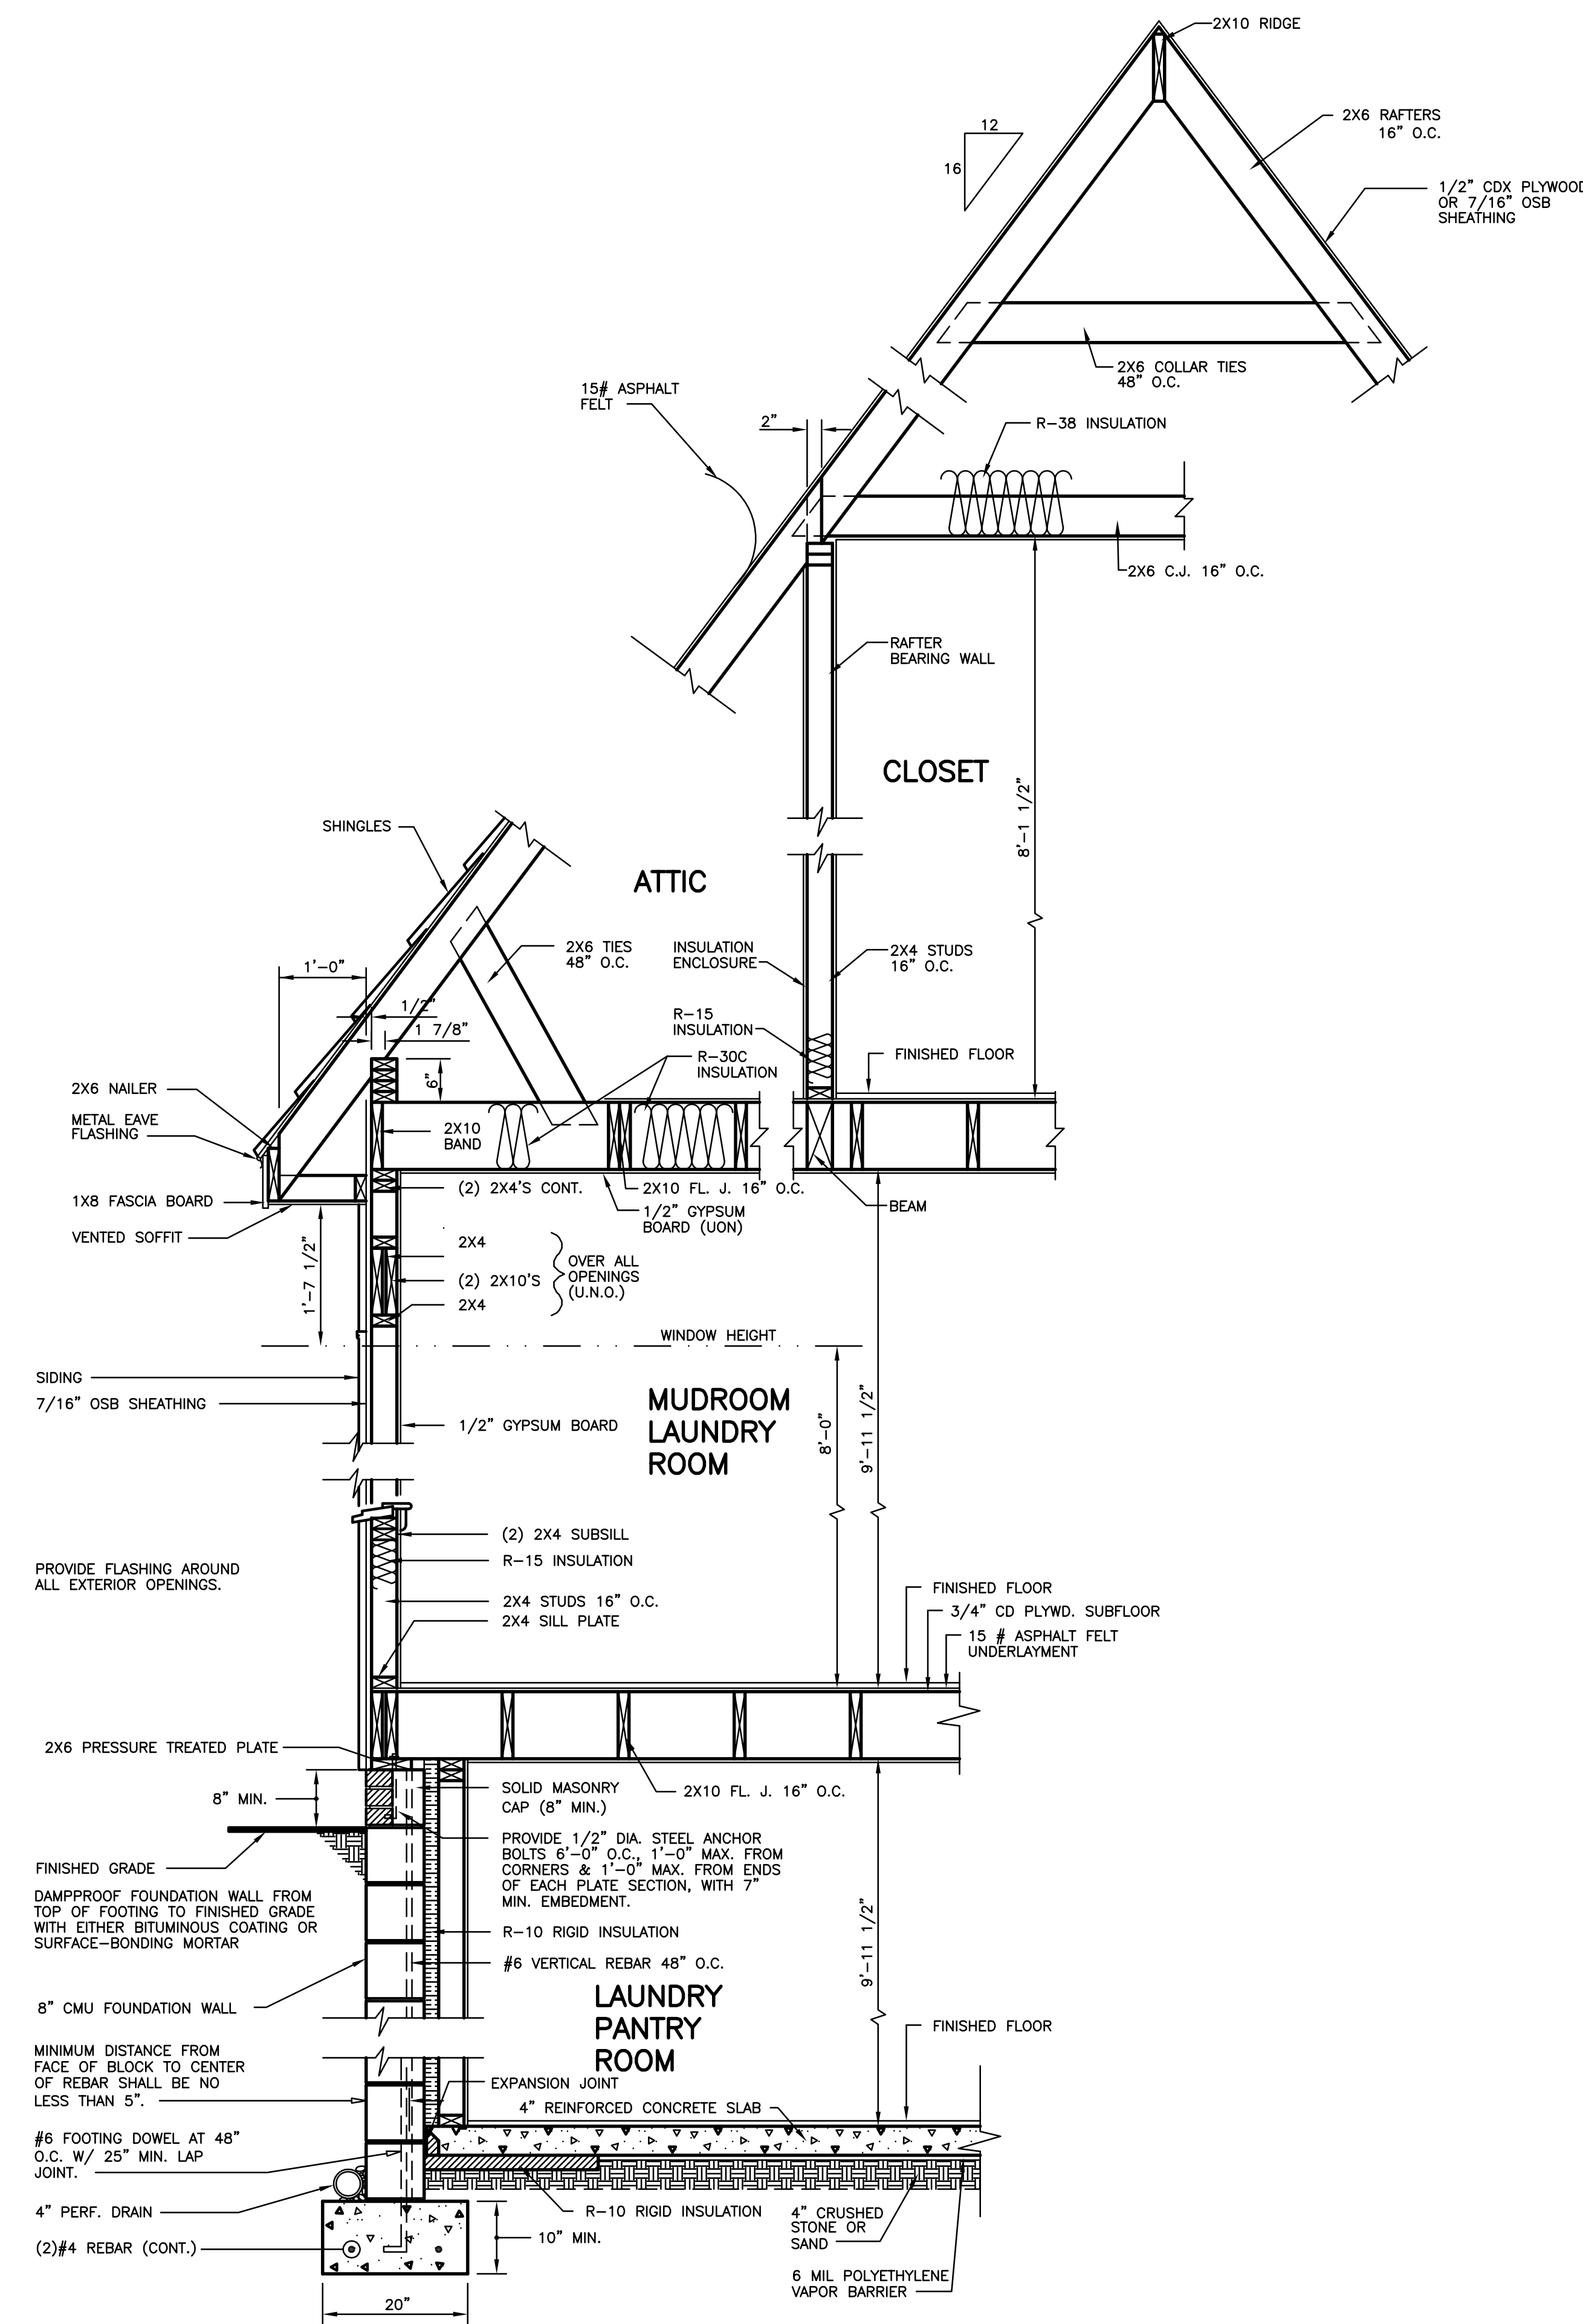 2X10 RIDGE
12
16
2X6 RAFTERS
16" O.C.
1/2" CDX PLYWOOD
OR 7/16" OSB
SHEATHING
2X6 COLLAR TIES
48" O.C.
15# ASPHALT
FELT
2"
R-38 INSULATION
2X6 C.J. 16" O.C.
RAFTER
BEARING WALL
CLOSET
8'-1 1/2"
SHINGLES
ATTIC
2X6 TIES
48" O.C.
INSULATION
ENCLOSURE
2X4 STUDS
16" O.C.
1'-0"
1/2"
1 7/8"
R-15
INSULATION
R-30C
INSULATION
FINISHED FLOOR
6"
2X6 NAILER
METAL EAVE
FLASHING
2X10
BAND
1X8 FASCIA BOARD
(2) 2X4'S CONT.
2X10 FL. J. 16" O.C.
BEAM
1/2" GYPSUM
BOARD (UON)
VENTED SOFFIT
1'-7 1/2"
2X4
(2) 2X10'S
2X4
OVER ALL
OPENINGS
(U.N.O.)
WINDOW HEIGHT
SIDING
7/16" OSB SHEATHING
1/2" GYPSUM BOARD
MUDROOM
LAUNDRY
ROOM
8'-0"
9'-11 1/2"
(2) 2X4 SUBSILL
R-15 INSULATION
PROVIDE FLASHING AROUND
ALL EXTERIOR OPENINGS.
2X4 STUDS 16" O.C.
2X4 SILL PLATE
FINISHED FLOOR
3/4" CD PLYWD. SUBFLOOR
15 # ASPHALT FELT
UNDERLAYMENT
2X6 PRESSURE TREATED PLATE
8" MIN.
SOLID MASONRY
CAP (8" MIN.)
2X10 FL. J. 16" O.C.
PROVIDE 1/2" DIA. STEEL ANCHOR
BOLTS 6'-0" O.C., 1'-0" MAX. FROM
CORNERS & 1'-0" MAX. FROM ENDS
OF EACH PLATE SECTION, WITH 7"
MIN. EMBEDMENT.
FINISHED GRADE
DAMPPROOF FOUNDATION WALL FROM
TOP OF FOOTING TO FINISHED GRADE
WITH EITHER BITUMINOUS COATING OR
SURFACE-BONDING MORTAR
R-10 RIGID INSULATION
#6 VERTICAL REBAR 48" O.C.
9'-11 1/2"
8" CMU FOUNDATION WALL
LAUNDRY
PANTRY
ROOM
FINISHED FLOOR
MINIMUM DISTANCE FROM
FACE OF BLOCK TO CENTER
OF REBAR SHALL BE NO
LESS THAN 5".
EXPANSION JOINT
4" REINFORCED CONCRETE SLAB
#6 FOOTING DOWEL AT 48"
O.C. W/ 25" MIN. LAP
JOINT.
4" PERF. DRAIN
R-10 RIGID INSULATION
4" CRUSHED
STONE OR
SAND
10" MIN.
(2)#4 REBAR (CONT.)
6 MIL POLYETHYLENE
VAPOR BARRIER
20"